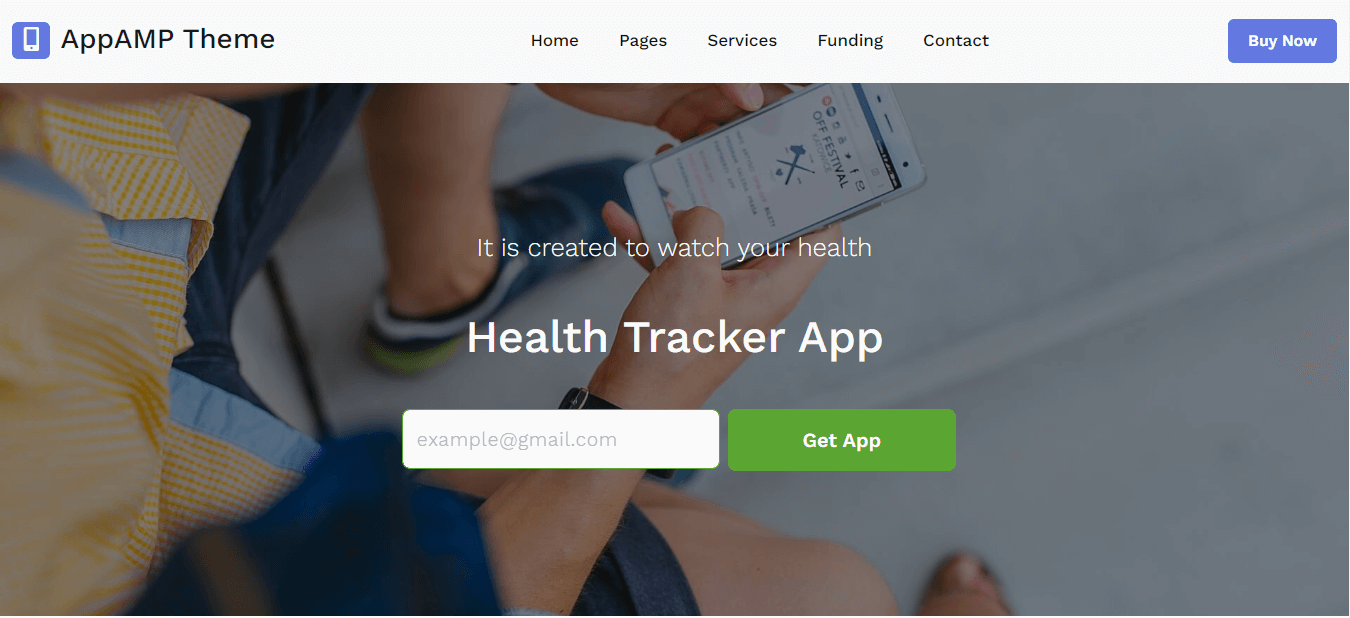 AppAMP Theme
Home Pages Services Funding Contact
Buy Now
OFF FESTIVAL
KATOWICE
It is created to watch your health
Health Tracker App
example@gmail.com
Get App